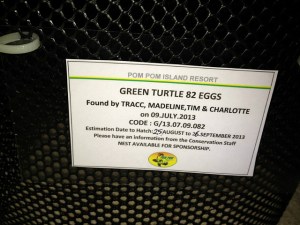 POM POM ISLAND RESORT
GREEN TURTLE 82 EGGS
Found by TRACC, MADELINE,TIM & CHARLOTTE
on 09.JULY.2013
CODE : G/13.07.09.082
Estimation Date to Hatch: 25 AUGUST to 26 SEPTEMBER 2013
Please have an information from the Conservation Staff
NEST AVAILABLE FOR SPONSORSHIP.